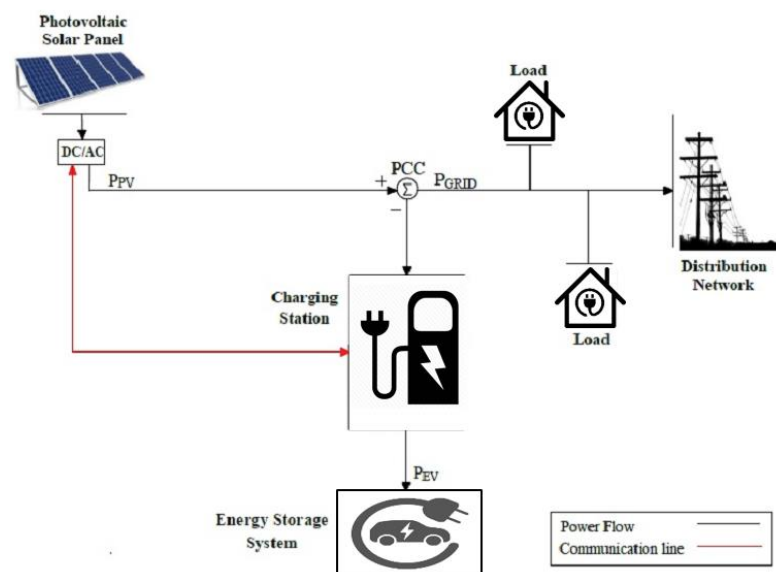 Photovoltaic
Solar Panel
DC/AC
PPV
PCC
+
Σ
−
PGRID
Load
Load
Distribution
Network
Charging
Station
PEV
Energy Storage
System
Power Flow
Communication line